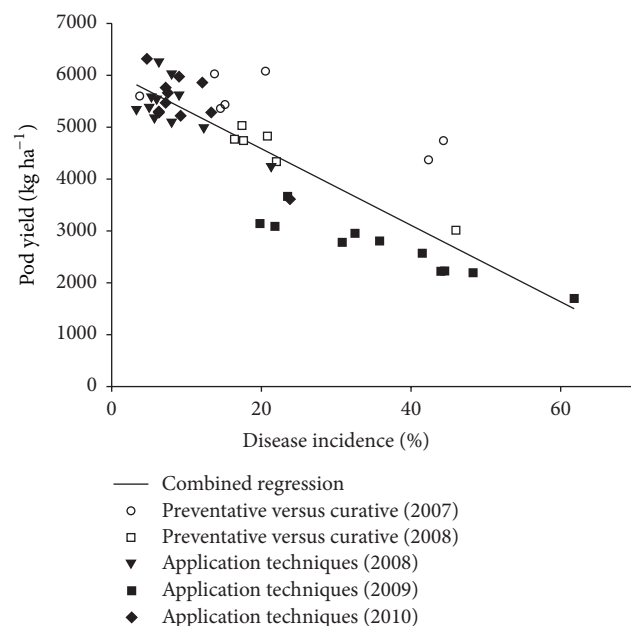 7000
6000
5000
4000
3000
2000
1000
0
Pod yield (kg ha⁻¹)
0 20 40 60
Disease incidence (%)
Combined regression
Preventative versus curative (2007)
Preventative versus curative (2008)
Application techniques (2008)
Application techniques (2009)
Application techniques (2010)